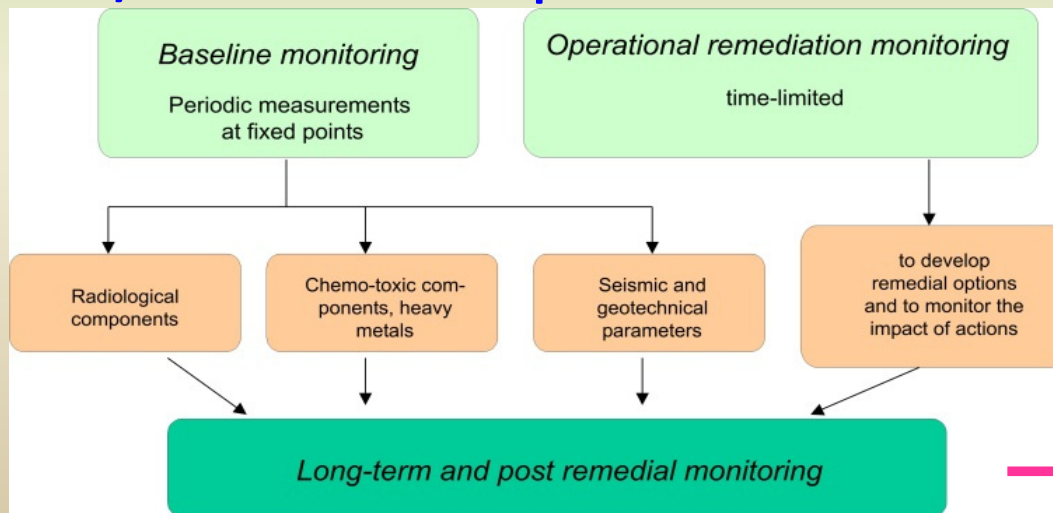 Baseline monitoring
Periodic measurements
at fixed points
Operational remediation monitoring
time-limited
Radiological
components
Chemo-toxic com-
ponents, heavy
metals
Seismic and
geotechnical
parameters
to develop
remedial options
and to monitor the
impact of actions
Long-term and post remedial monitoring